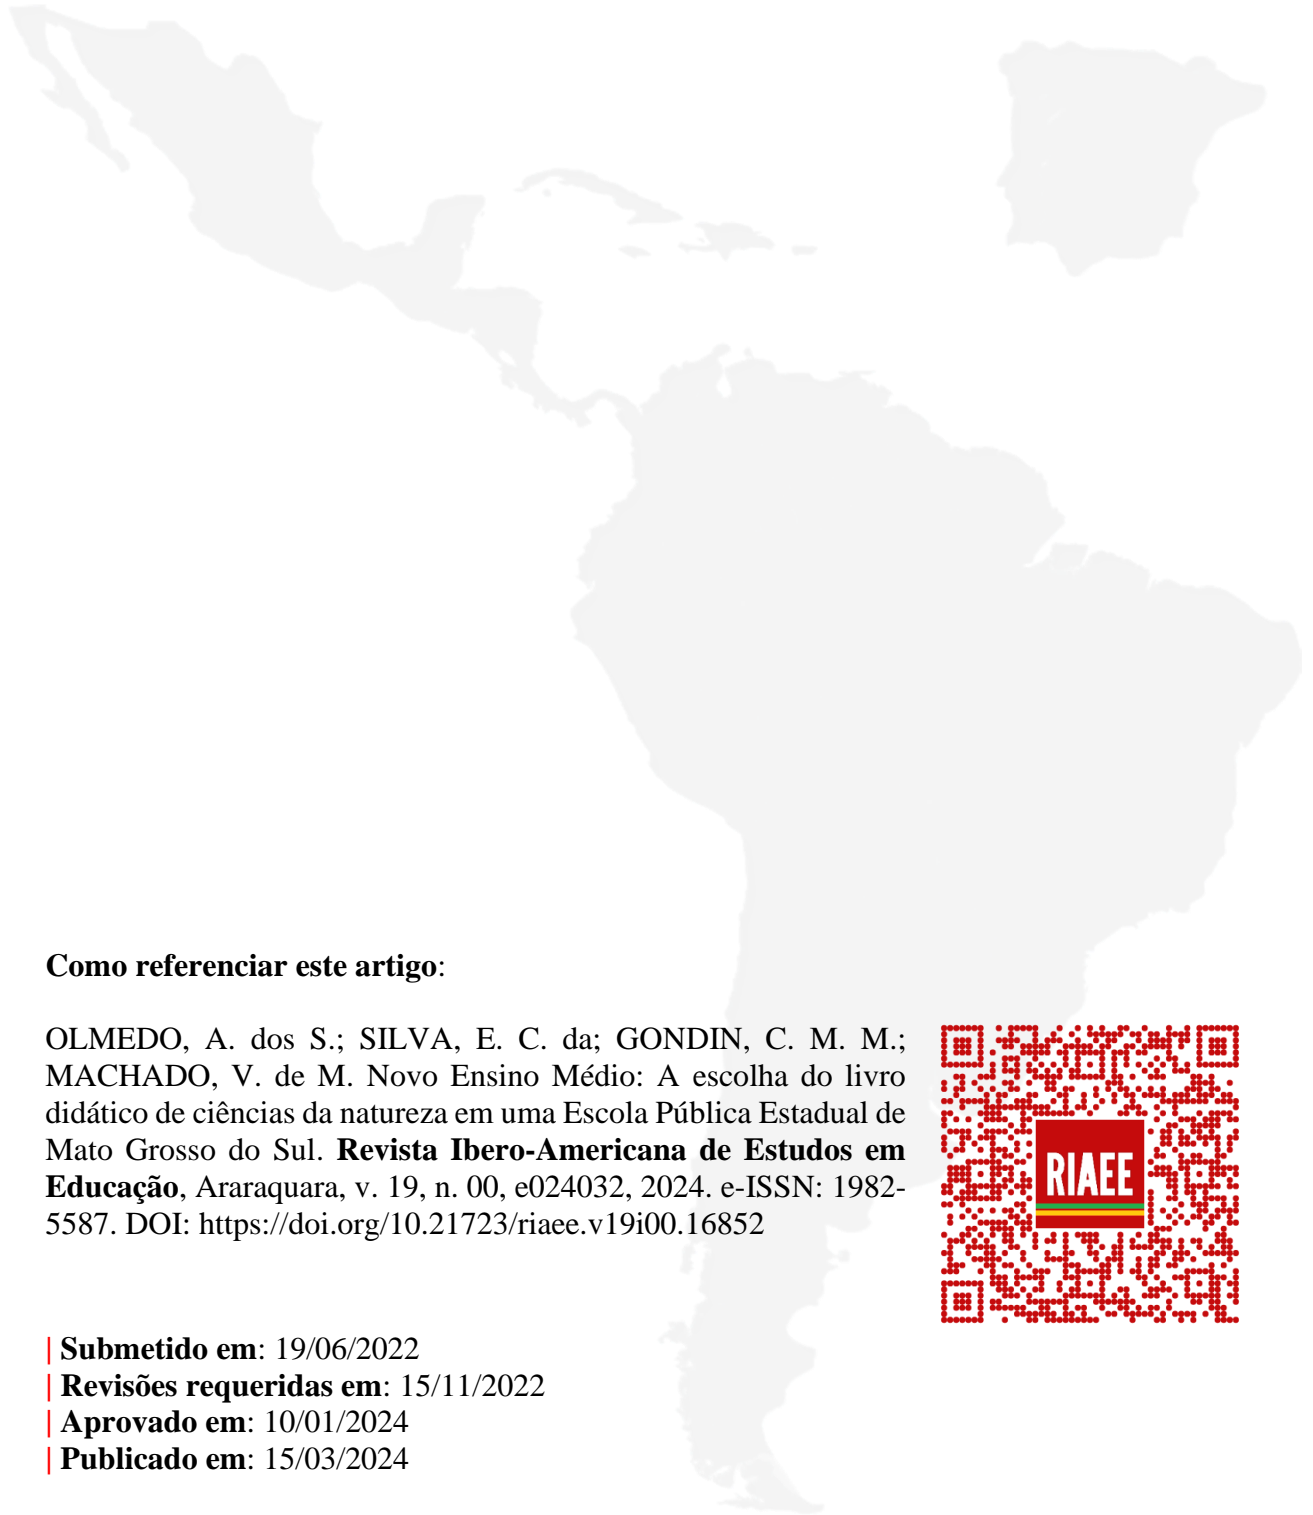 Como referenciar este artigo:
OLMEDO, A. dos S.; SILVA, E. C. da; GONDIN, C. M. M.;
MACHADO, V. de M. Novo Ensino Médio: A escolha do livro
didático de ciências da natureza em uma Escola Pública Estadual de
Mato Grosso do Sul. Revista Ibero-Americana de Estudos em
Educação, Araraquara, v. 19, n. 00, e024032, 2024. e-ISSN: 1982-
5587. DOI: https://doi.org/10.21723/riaee.v19i00.16852
RIAEE
| Submetido em: 19/06/2022
| Revisões requeridas em: 15/11/2022
| Aprovado em: 10/01/2024
| Publicado em: 15/03/2024